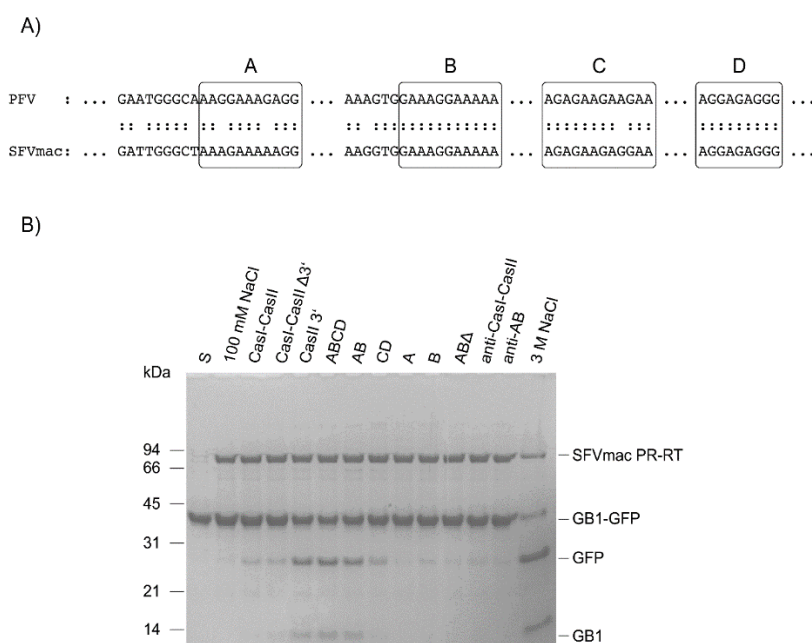 A)
A B C D
PFV : ... GAATGGGCAAAGGAAAGAGG ... AAAGTGGAAAGGAAAAA ... AGAGAAGAAGAA ... AGGAGAGGG ...
:: ::::: :: :::: ::: :: :: :::::::::: :::::::: ::: :::::::::
SFVmac: ... GATTGGGCTAAAGAAAAAGG ... AAGGTGGAAAGGAAAAA ... AGAGAAGAGGAA ... AGGAGAGGG ...
B)
S 100 mM NaCl CasI-CasII CasI-CasII Δ3‘ CasII 3‘ ABCD AB CD A B ABΔ anti-CasI-CasII anti-AB 3 M NaCl
kDa
94
SFVmac PR-RT
66
45
GB1-GFP
31
GFP
21
14
GB1